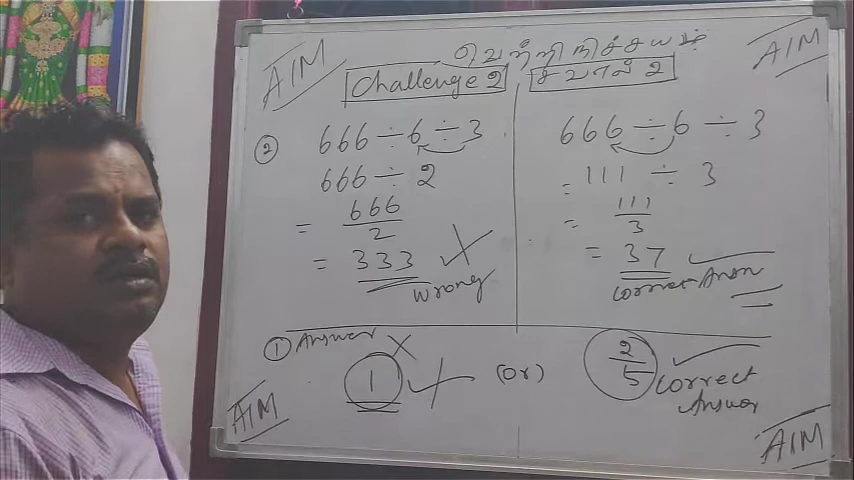 AIM
வெற்றி நிச்சயம்
AIM
Challenge 2
சவால் 2
② 666 ÷ 6 ÷ 3
666 ÷ 2
= 666/2
= 333
Wrong
666 ÷ 6 ÷ 3
= 111 ÷ 3
= 111/3
= 37
correct Answ
① Answer
1 (Or) 2/5
correct
Answer
AIM
AIM